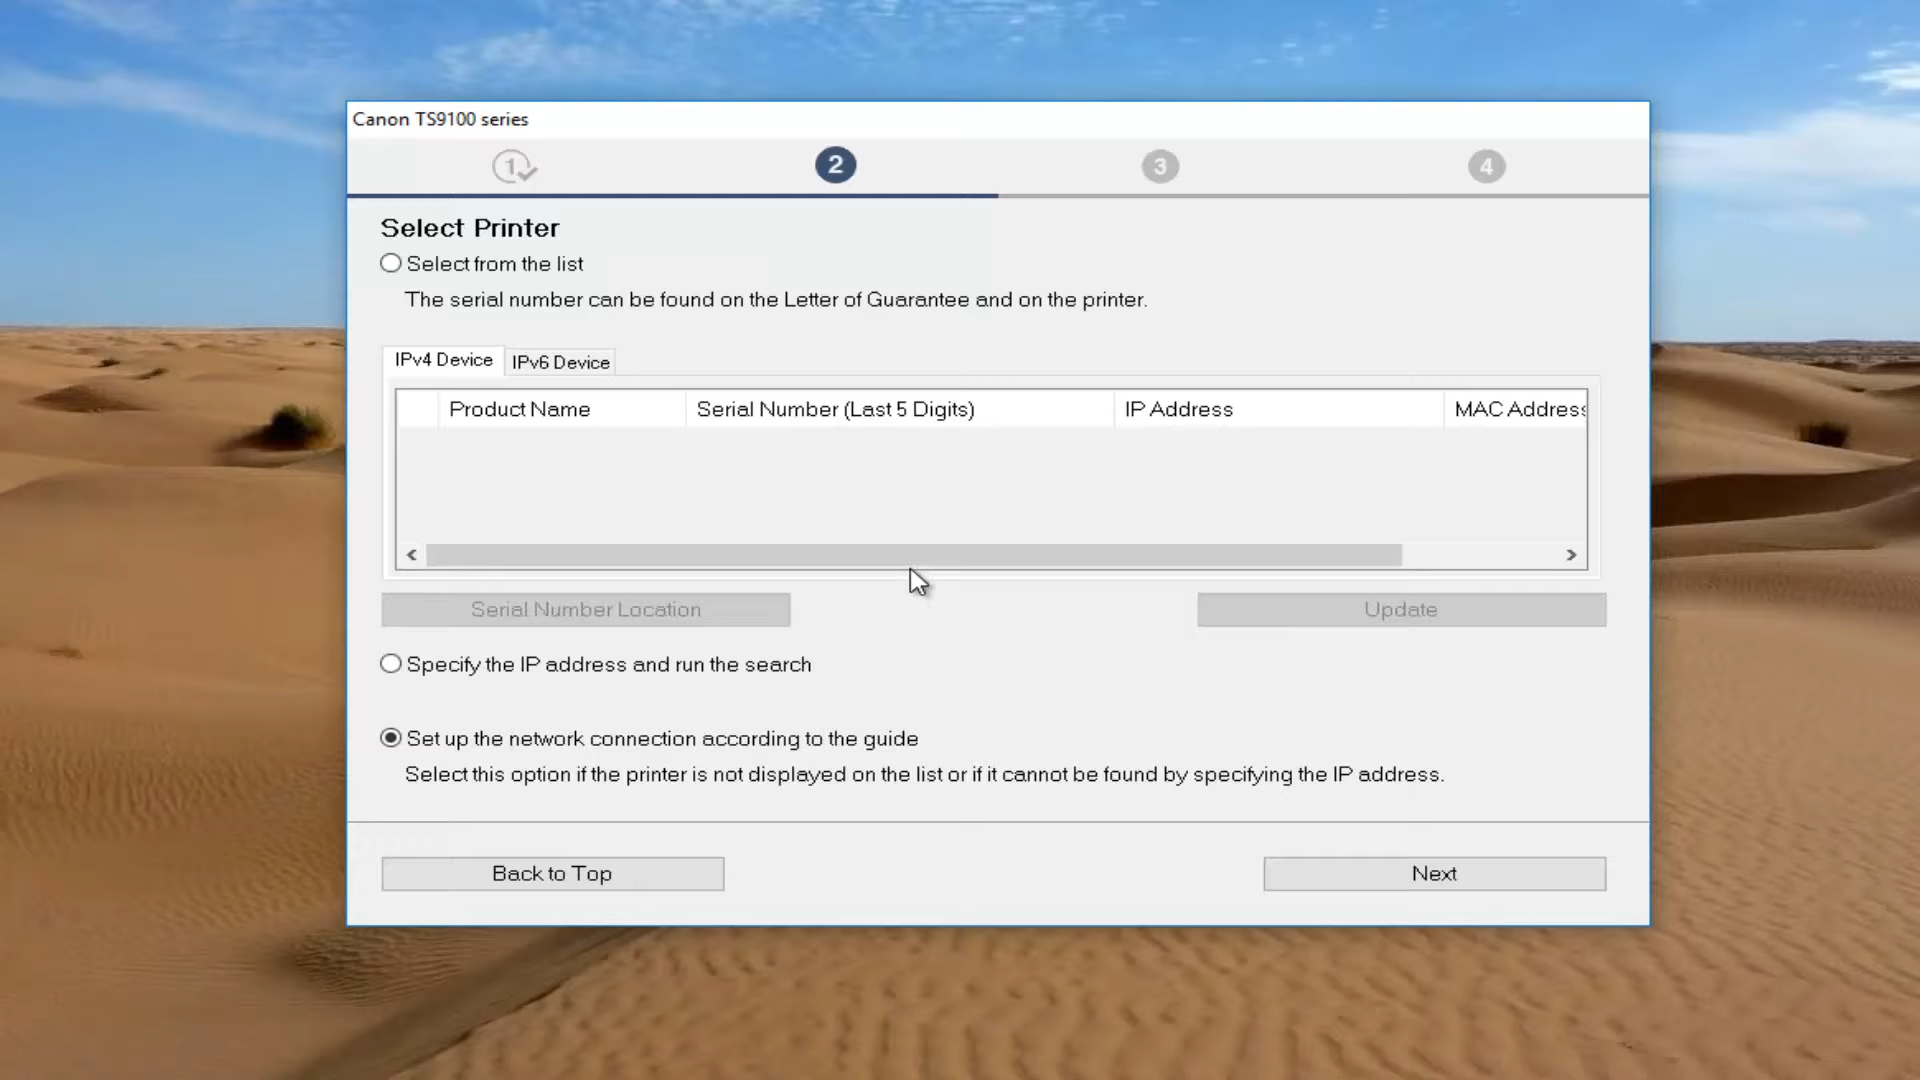 Canon TS9100 series
1 2 3 4
Select Printer
Select from the list
The serial number can be found on the Letter of Guarantee and on the printer.
IPv4 Device IPv6 Device
Product Name Serial Number (Last 5 Digits) IP Address MAC Address
Serial Number Location Update
Specify the IP address and run the search
Set up the network connection according to the guide
Select this option if the printer is not displayed on the list or if it cannot be found by specifying the IP address.
Back to Top Next